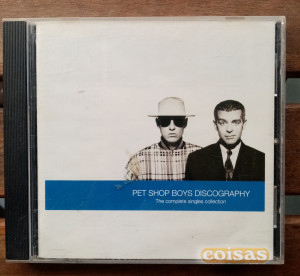 PET SHOP BOYS DISCOGRAPHY
The complete singles collection
coisas